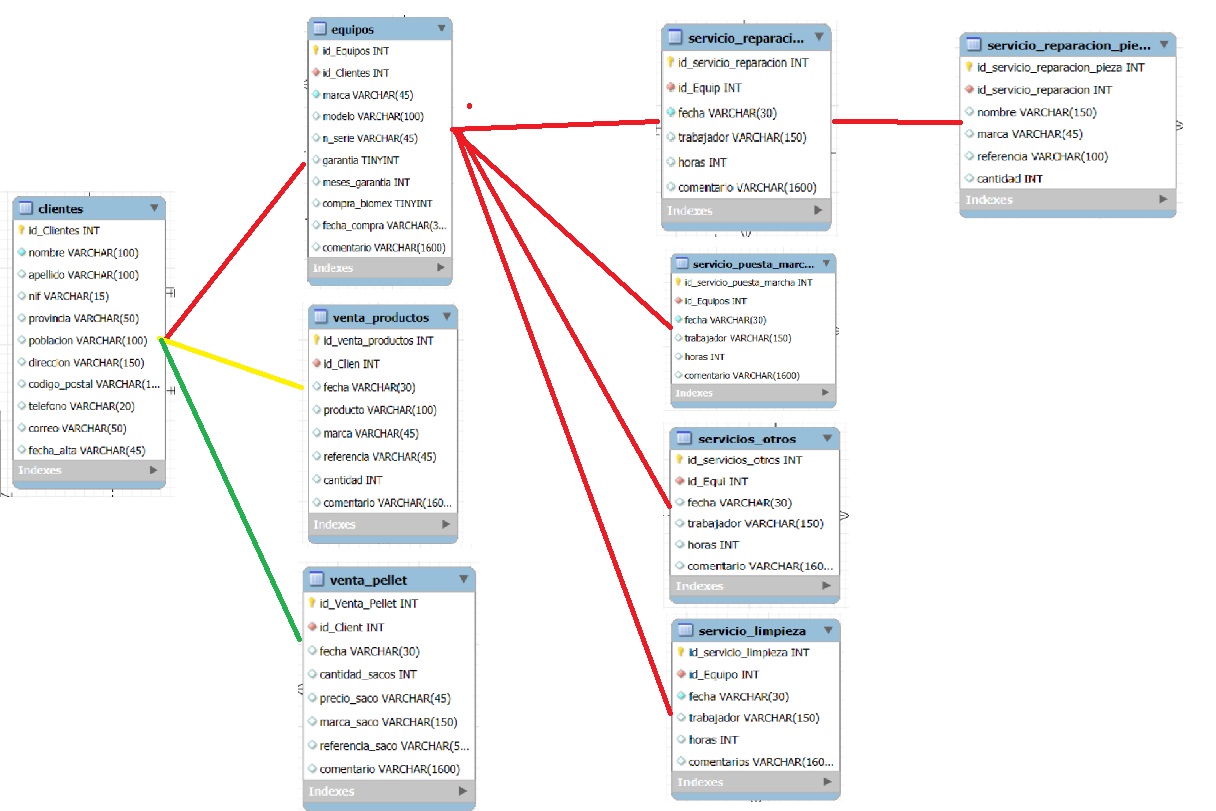 clientes
id_Clientes INT
nombre VARCHAR(100)
apellido VARCHAR(100)
nif VARCHAR(15)
provincia VARCHAR(50)
poblacion VARCHAR(100)
direccion VARCHAR(150)
codigo_postal VARCHAR(1...
telefono VARCHAR(20)
correo VARCHAR(50)
fecha_alta VARCHAR(45)
Indexes
equipos
id_Equipos INT
id_Clientes INT
marca VARCHAR(45)
modelo VARCHAR(100)
n_serie VARCHAR(45)
garantia TINYINT
meses_garantia INT
compra_biomex TINYINT
fecha_compra VARCHAR(3...
comentario VARCHAR(1600)
Indexes
venta_productos
id_venta_productos INT
id_Clien INT
fecha VARCHAR(30)
producto VARCHAR(100)
marca VARCHAR(45)
referencia VARCHAR(45)
cantidad INT
comentario VARCHAR(160...
Indexes
venta_pellet
id_Venta_Pellet INT
id_Client INT
fecha VARCHAR(30)
cantidad_sacos INT
precio_saco VARCHAR(45)
marca_saco VARCHAR(150)
referencia_saco VARCHAR(5...
comentario VARCHAR(1600)
Indexes
servicio_reparaci...
id_servicio_reparacion INT
id_Equip INT
fecha VARCHAR(30)
trabajador VARCHAR(150)
horas INT
comentario VARCHAR(1600)
Indexes
servicio_puesta_marc...
id_servicio_puesta_marcha INT
id_Equipos INT
fecha VARCHAR(30)
trabajador VARCHAR(150)
horas INT
comentario VARCHAR(1600)
Indexes
servicios_otros
id_servicios_otros INT
id_Equi INT
fecha VARCHAR(30)
trabajador VARCHAR(150)
horas INT
comentario VARCHAR(160...
Indexes
servicio_limpieza
id_servicio_limpieza INT
id_Equipo INT
fecha VARCHAR(30)
trabajador VARCHAR(150)
horas INT
comentarios VARCHAR(160...
Indexes
servicio_reparacion_pie...
id_servicio_reparacion_pieza INT
id_servicio_reparacion INT
nombre VARCHAR(150)
marca VARCHAR(45)
referencia VARCHAR(100)
cantidad INT
Indexes